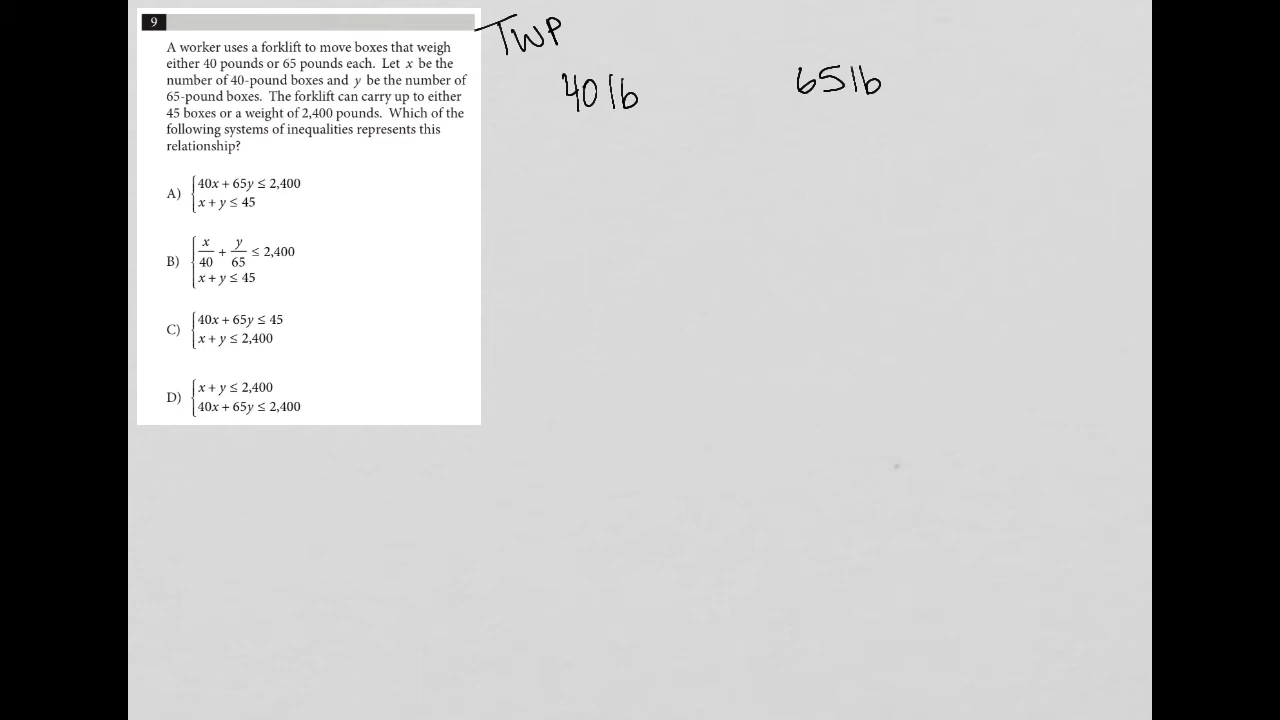 9
A worker uses a forklift to move boxes that weigh
either 40 pounds or 65 pounds each. Let x be the
number of 40-pound boxes and y be the number of
65-pound boxes. The forklift can carry up to either
45 boxes or a weight of 2,400 pounds. Which of the
following systems of inequalities represents this
relationship?
A) { 40x + 65y ≤ 2,400
x + y ≤ 45
B) { x/40 + y/65 ≤ 2,400
x + y ≤ 45
C) { 40x + 65y ≤ 45
x + y ≤ 2,400
D) { x + y ≤ 2,400
40x + 65y ≤ 2,400
TWP
40 lb
65 lb